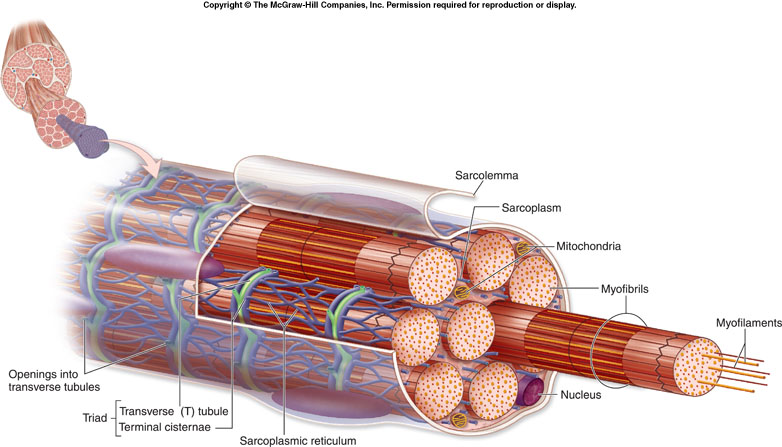 Copyright © The McGraw-Hill Companies, Inc. Permission required for reproduction or display.
Sarcolemma
Sarcoplasm
Mitochondria
Myofibrils
Myofilaments
Openings into
transverse tubules
Nucleus
Triad
Transverse (T) tubule
Terminal cisternae
Sarcoplasmic reticulum